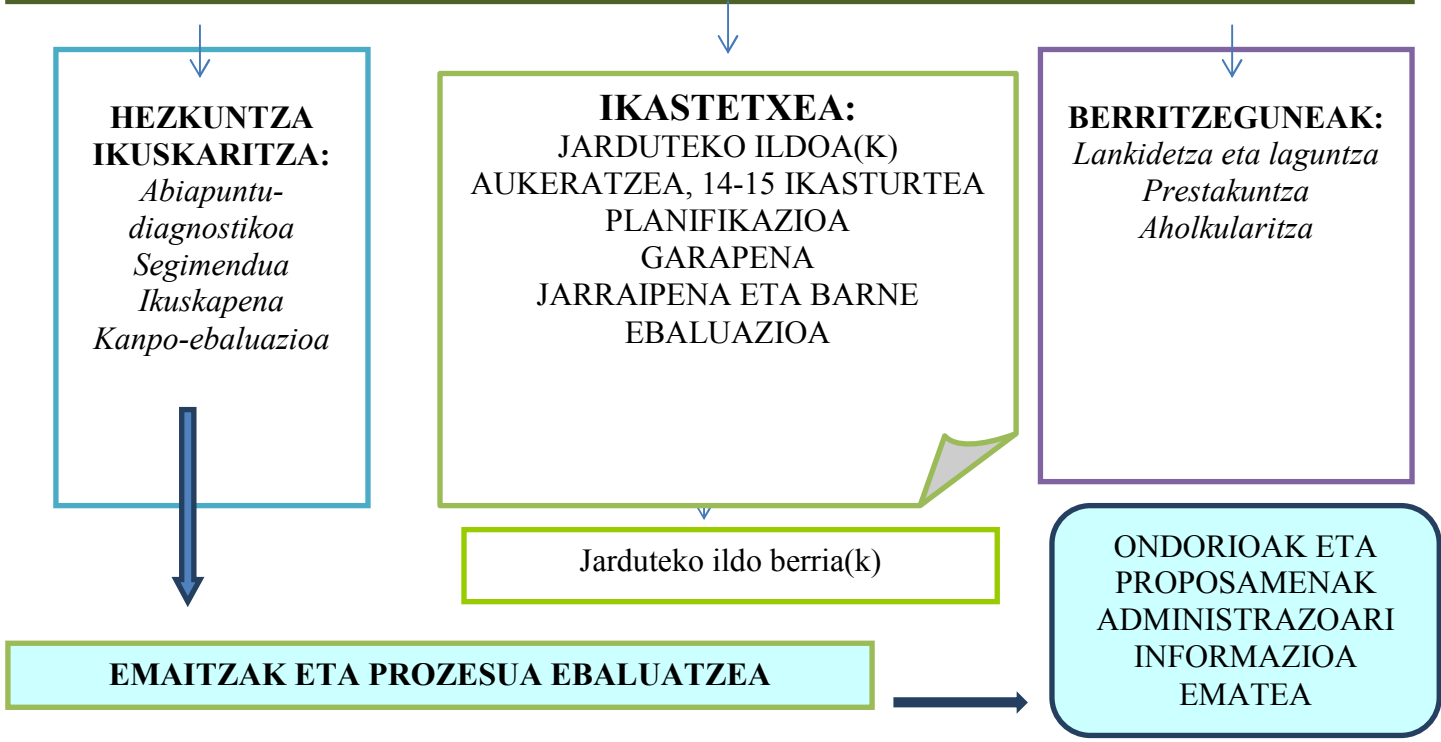 HEZKUNTZA
IKUSKARITZA:
Abiapuntu-
diagnostikoa
Segimendua
Ikuskapena
Kanpo-ebaluazioa
IKASTETXEA:
JARDUTEKO ILDOA(K)
AUKERATZEA, 14-15 IKASTURTEA
PLANIFIKAZIOA
GARAPENA
JARRAIPENA ETA BARNE
EBALUAZIOA
BERRITZEGUNEAK:
Lankidetza eta laguntza
Prestakuntza
Aholkularitza
Jarduteko ildo berria(k)
EMAITZAK ETA PROZESUA EBALUATZEA
ONDORIOAK ETA
PROPOSAMENAK
ADMINISTRAZOARI
INFORMAZIOA
EMATEA